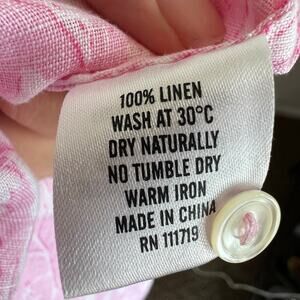 100% LINEN
WASH AT 30°C
DRY NATURALLY
NO TUMBLE DRY
WARM IRON
MADE IN CHINA
RN 111719